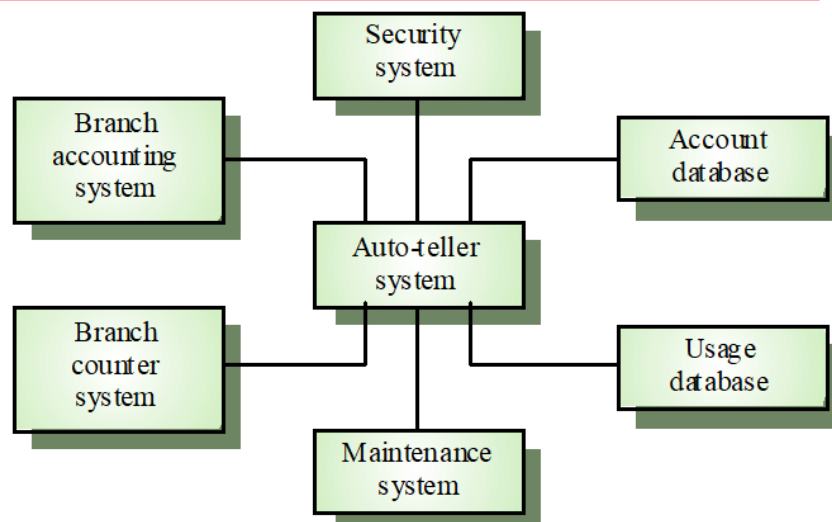 Security
system
Branch
accounting
system
Account
database
Auto-teller
system
Branch
counter
system
Usage
database
Maintenance
system